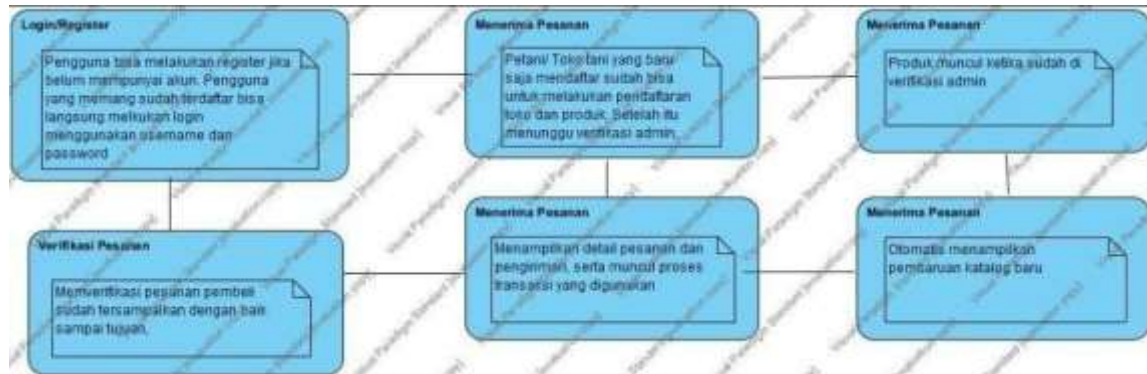 Login/Register
Pengguna bisa melakukan register jika
belum mempunyai akun. Pengguna
yang memang sudah terdaftar bisa
langsung melkukan login
menggunakan username dan
password
Menerima Pesanan
Petani/ Toko tani yang baru
saja mendaftar sudah bisa
untuk melakukan pendaftaran
toko dan produk. Setelah itu
menunggu verifikasi admin.
Menerima Pesanan
Produk muncul ketika sudah di
verifikasi admin
Verifikasi Pesanan
Memverifikasi pesanan pembeli
sudah tersampaikan dengan baik
sampai tujuan.
Menerima Pesanan
Menampilkan detail pesanan dan
pengiriman, serta muncul proses
transaksi yang digunakan
Menerima Pesanan
Otomatis menampilkan
pembaruan katalog baru